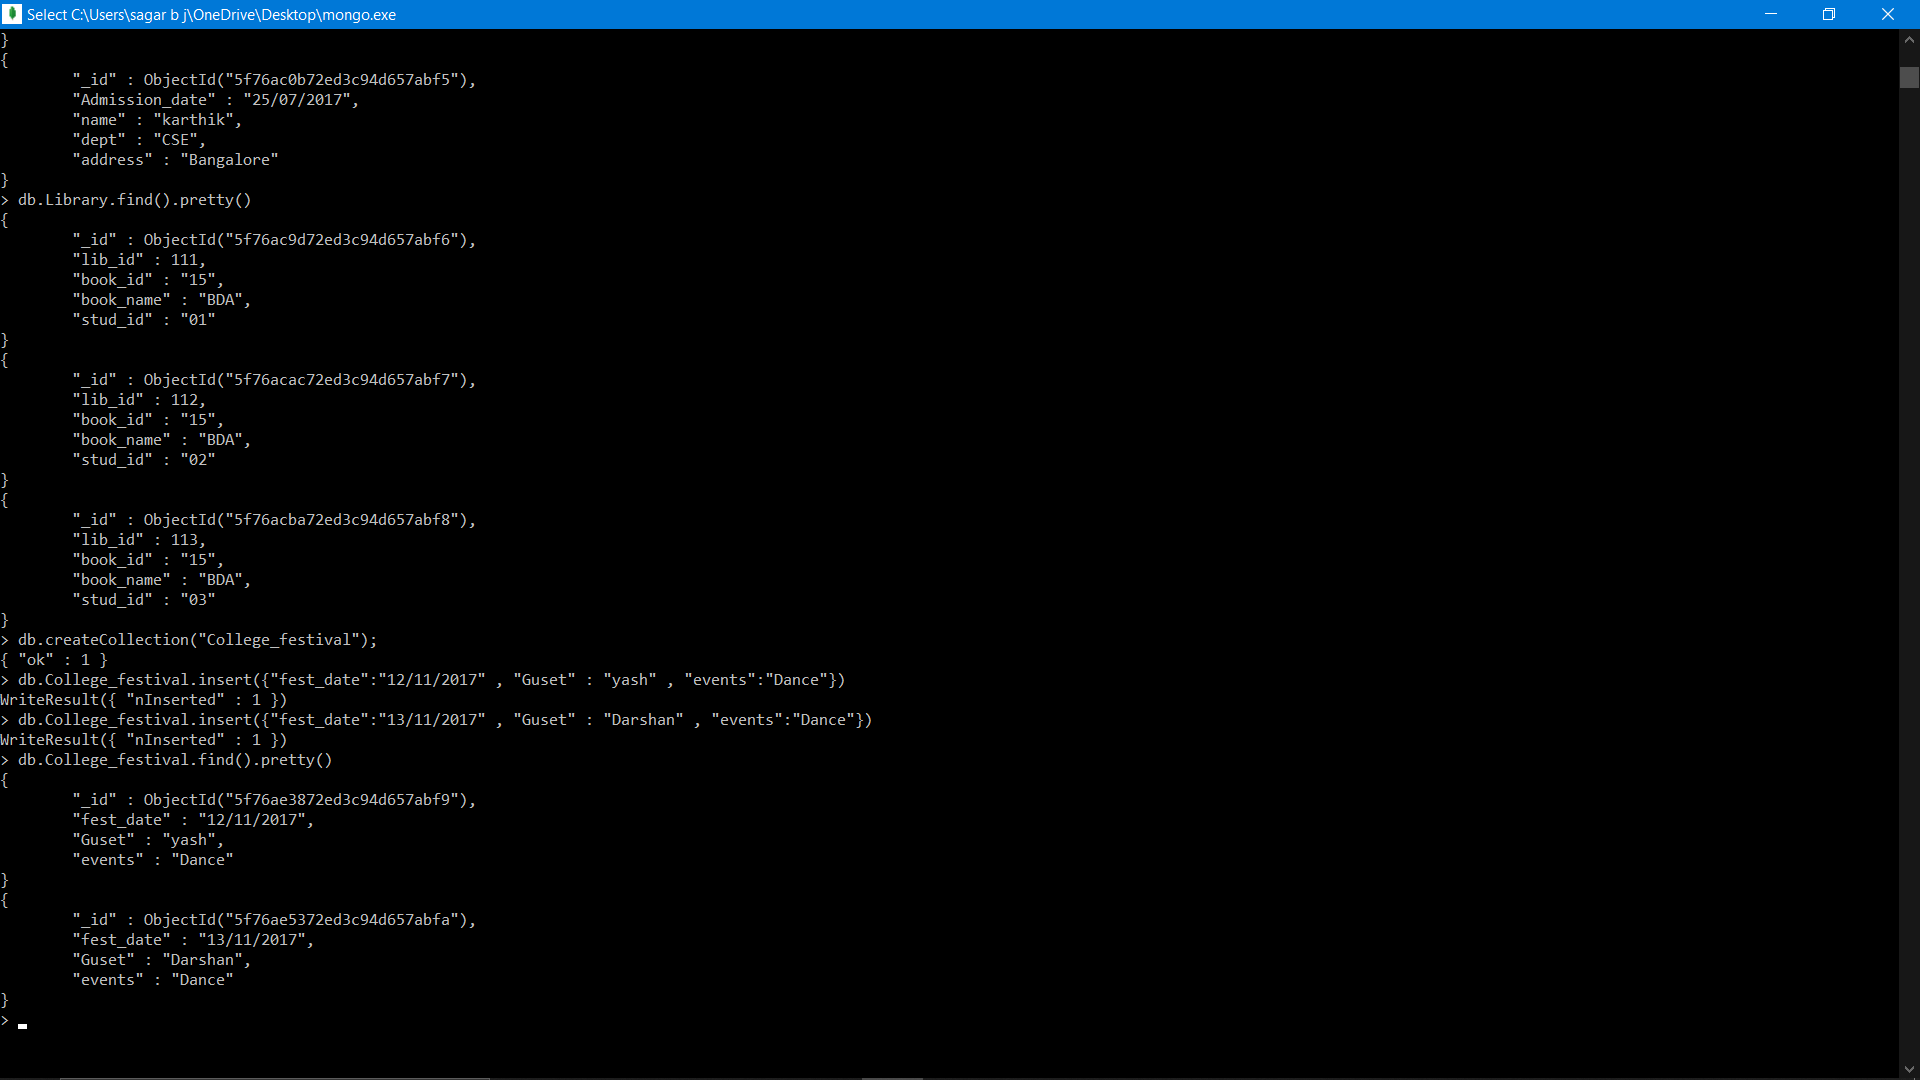 Select C:\Users\sagar b j\OneDrive\Desktop\mongo.exe
}
{
        "_id" : ObjectId("5f76ac0b72ed3c94d657abf5"),
        "Admission_date" : "25/07/2017",
        "name" : "karthik",
        "dept" : "CSE",
        "address" : "Bangalore"
}
> db.Library.find().pretty()
{
        "_id" : ObjectId("5f76ac9d72ed3c94d657abf6"),
        "lib_id" : 111,
        "book_id" : "15",
        "book_name" : "BDA",
        "stud_id" : "01"
}
{
        "_id" : ObjectId("5f76acac72ed3c94d657abf7"),
        "lib_id" : 112,
        "book_id" : "15",
        "book_name" : "BDA",
        "stud_id" : "02"
}
{
        "_id" : ObjectId("5f76acba72ed3c94d657abf8"),
        "lib_id" : 113,
        "book_id" : "15",
        "book_name" : "BDA",
        "stud_id" : "03"
}
> db.createCollection("College_festival");
{ "ok" : 1 }
> db.College_festival.insert({"fest_date":"12/11/2017" , "Guset" : "yash" , "events":"Dance"})
WriteResult({ "nInserted" : 1 })
> db.College_festival.insert({"fest_date":"13/11/2017" , "Guset" : "Darshan" , "events":"Dance"})
WriteResult({ "nInserted" : 1 })
> db.College_festival.find().pretty()
{
        "_id" : ObjectId("5f76ae3872ed3c94d657abf9"),
        "fest_date" : "12/11/2017",
        "Guset" : "yash",
        "events" : "Dance"
}
{
        "_id" : ObjectId("5f76ae5372ed3c94d657abfa"),
        "fest_date" : "13/11/2017",
        "Guset" : "Darshan",
        "events" : "Dance"
}
>